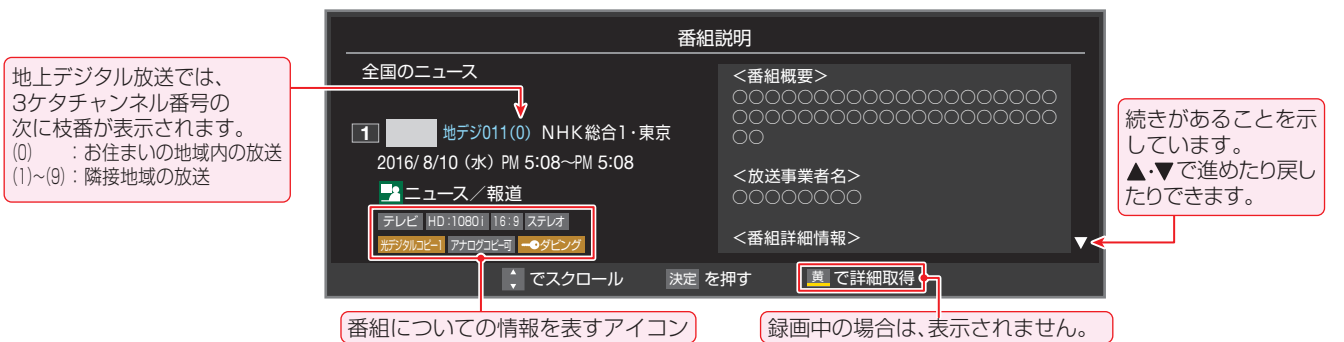 番組説明
地上デジタル放送では、
3ケタチャンネル番号の
次に枝番が表示されます。
(0) :お住まいの地域内の放送
(1)~(9):隣接地域の放送
全国のニュース
1 地デジ011(0) NHK総合1・東京
2016/ 8/10 (水) PM 5:08~PM 5:08
ニュース/報道
テレビ HD:1080i 16:9 ステレオ
光デジタルコピー1 アナログコピー可 ダビング
<番組概要>
○○○○○○○○○○○○○○○○○○○○
○○○○○○○○○○○○○○○○○○○○
○○
<放送事業者名>
○○○○○○○○
<番組詳細情報>
▼
続きがあることを示
しています。
▲・▼で進めたり戻し
たりできます。
でスクロール 決定 を押す 黄 で詳細取得
番組についての情報を表すアイコン
録画中の場合は、表示されません。